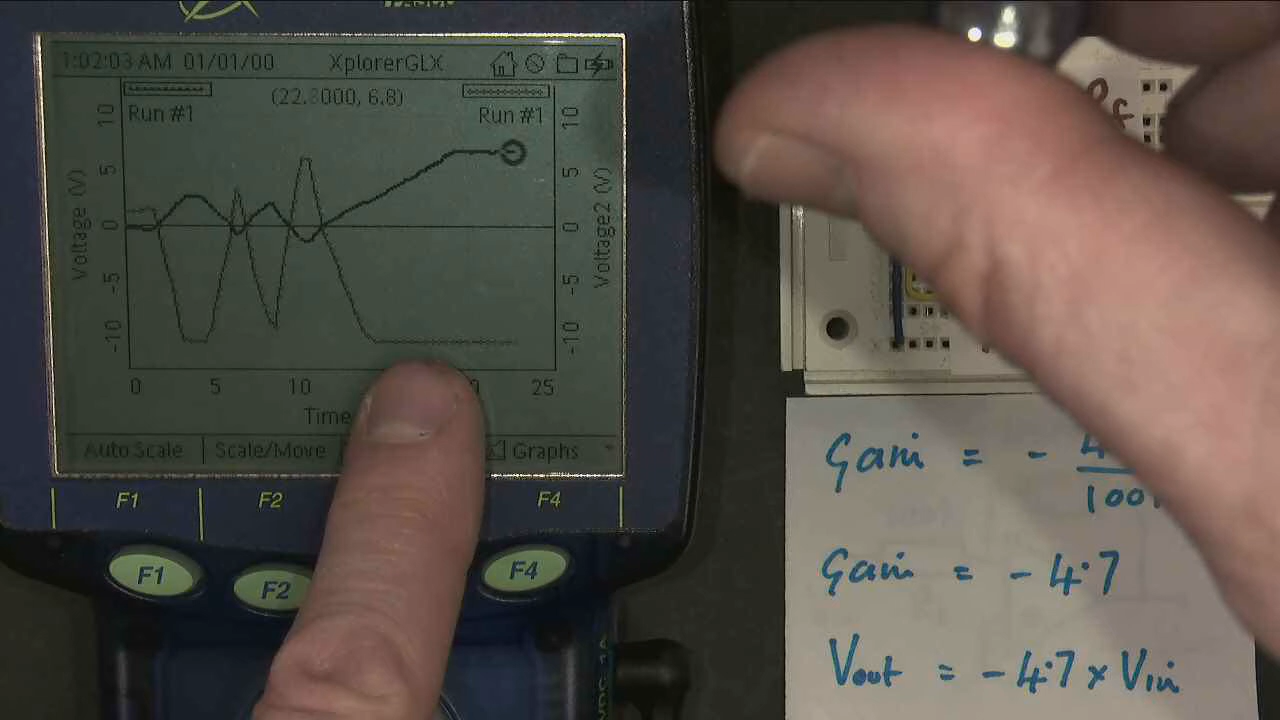 1:02:03 AM 01/01/00 XplorerGLX
(22.8000, 6.8)
Run #1 Run #1
10 10
5 5
0 0
-5 -5
-10 -10
Voltage (V)
Voltage2 (V)
0 5 10 25
Time
Auto Scale Scale/Move Graphs
F1 F2 F4
F1 F2 F4
Gain = -
Gain = - 4.7
Vout = - 4.7 x Vin